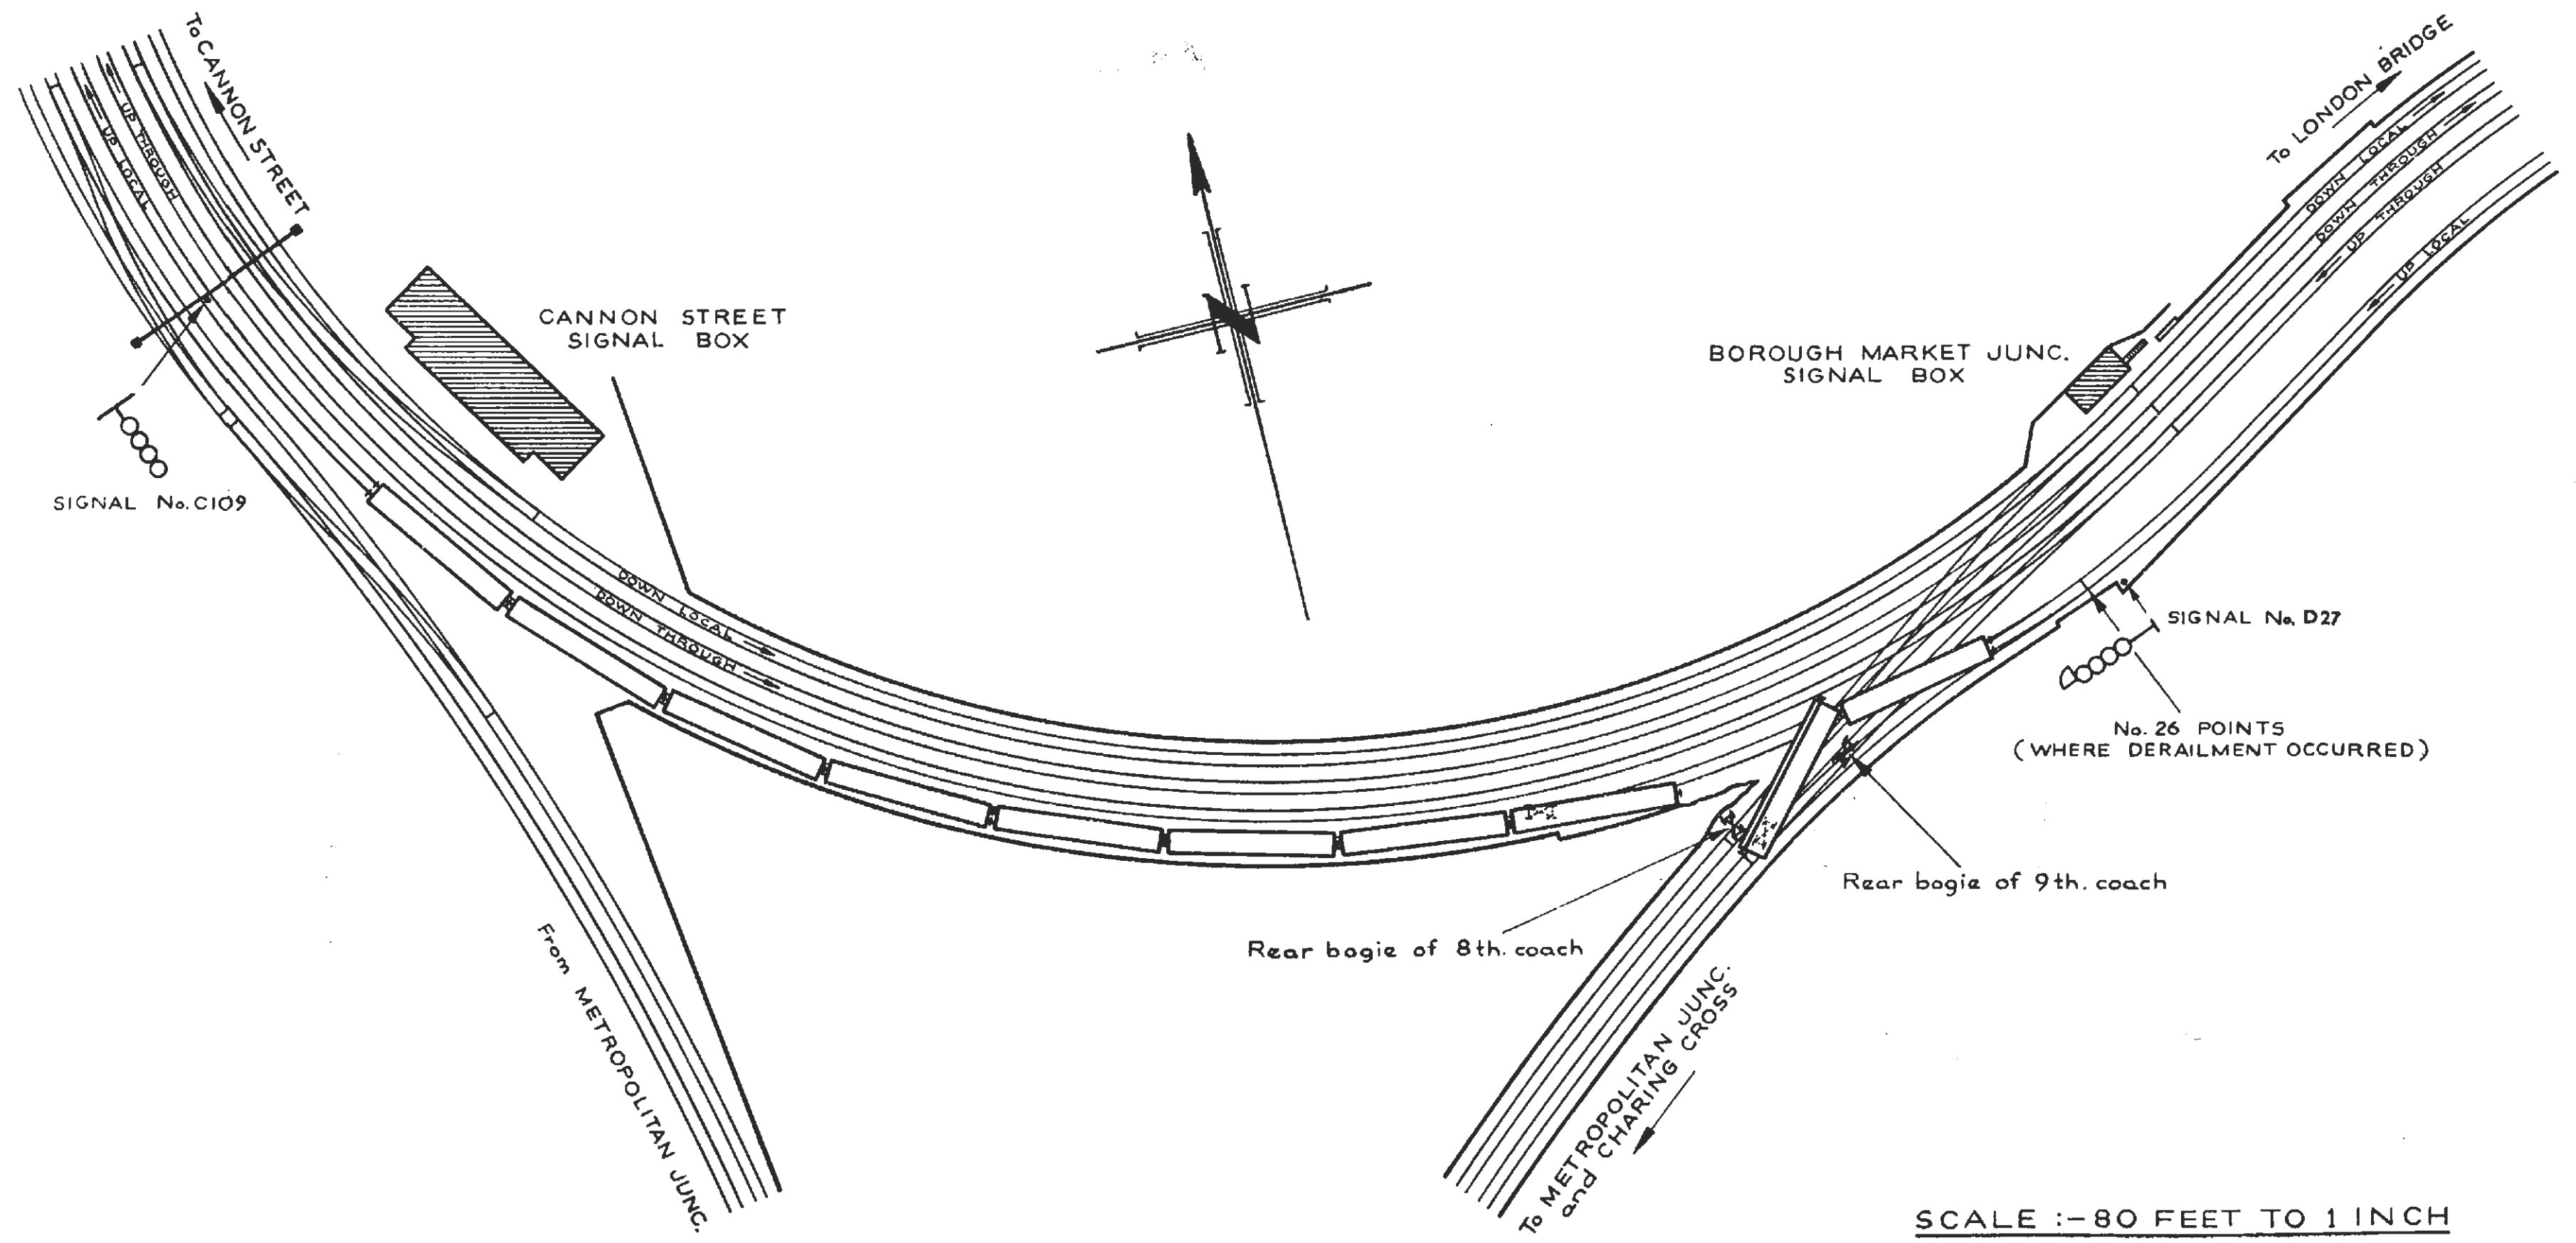 To CANNON STREET
UP THROUGH
UP LOCAL
To LONDON BRIDGE
DOWN LOCAL
DOWN THROUGH
UP THROUGH
UP LOCAL
N
CANNON STREET
SIGNAL BOX
BOROUGH MARKET JUNC.
SIGNAL BOX
SIGNAL No. C109
DOWN LOCAL
DOWN THROUGH
SIGNAL No. D27
No. 26 POINTS
(WHERE DERAILMENT OCCURRED)
Rear bogie of 9th. coach
Rear bogie of 8th. coach
From METROPOLITAN JUNC.
To METROPOLITAN JUNC.
and CHARING CROSS
SCALE :- 80 FEET TO 1 INCH